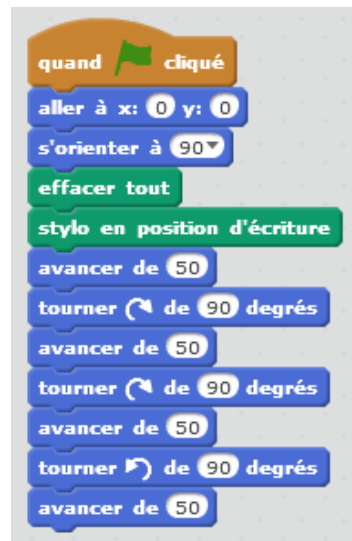 quand cliqué
aller à x: 0 y: 0
s'orienter à 90
effacer tout
stylo en position d'écriture
avancer de 50
tourner de 90 degrés
avancer de 50
tourner de 90 degrés
avancer de 50
tourner de 90 degrés
avancer de 50